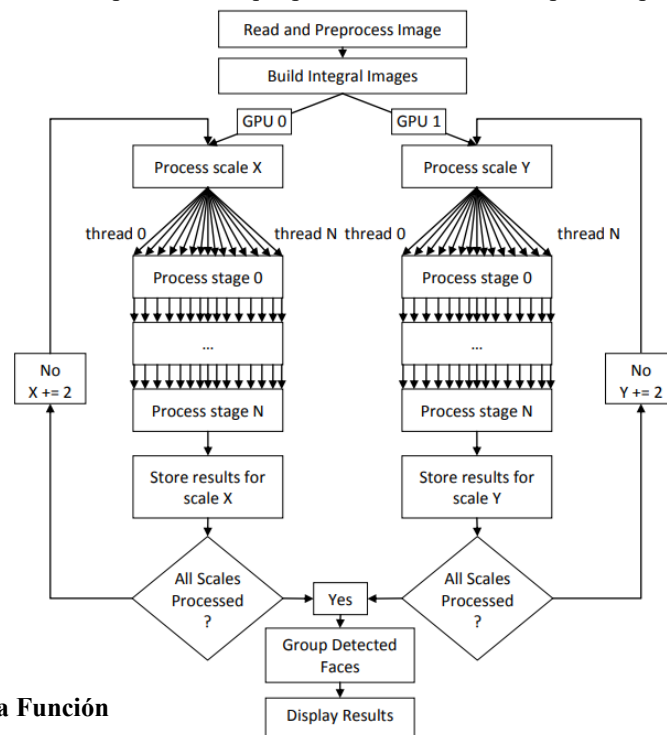 Read and Preprocess Image
Build Integral Images
GPU 0
GPU 1
Process scale X
Process scale Y
thread 0
thread N
thread 0
thread N
Process stage 0
Process stage 0
...
...
Process stage N
Process stage N
No
X += 2
No
Y += 2
Store results for
scale X
Store results for
scale Y
All Scales
Processed
?
All Scales
Processed
?
Yes
Group Detected
Faces
a Función
Display Results